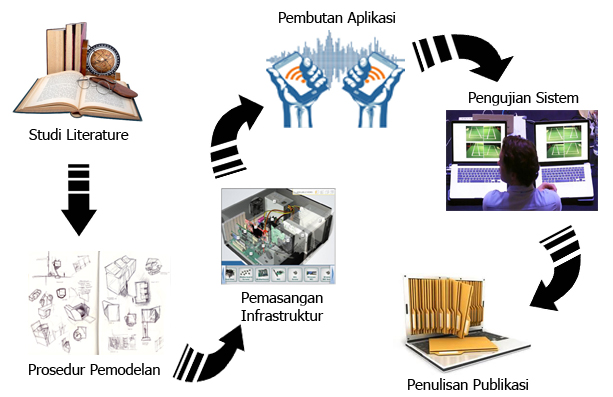 Studi Literature
Prosedur Pemodelan
Pemasangan
Infrastruktur
Pembutan Aplikasi
Pengujian Sistem
Penulisan Publikasi